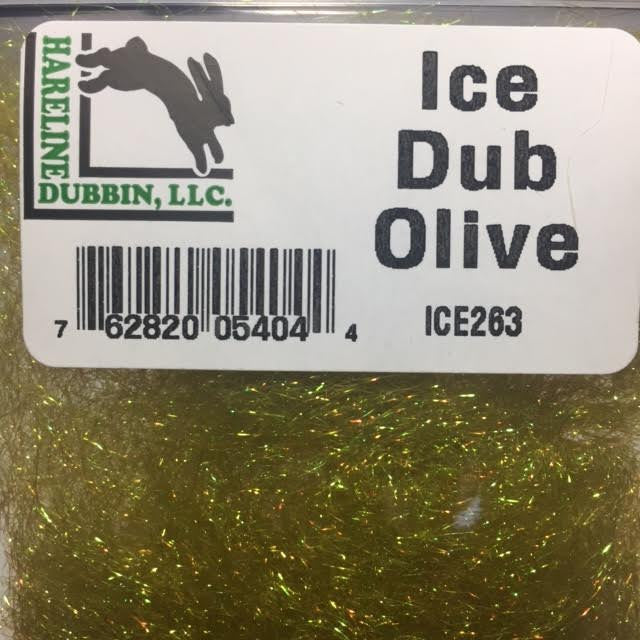 HARELINE
DUBBIN, LLC.
Ice
Dub
Olive
7 62820 05404 4
ICE263